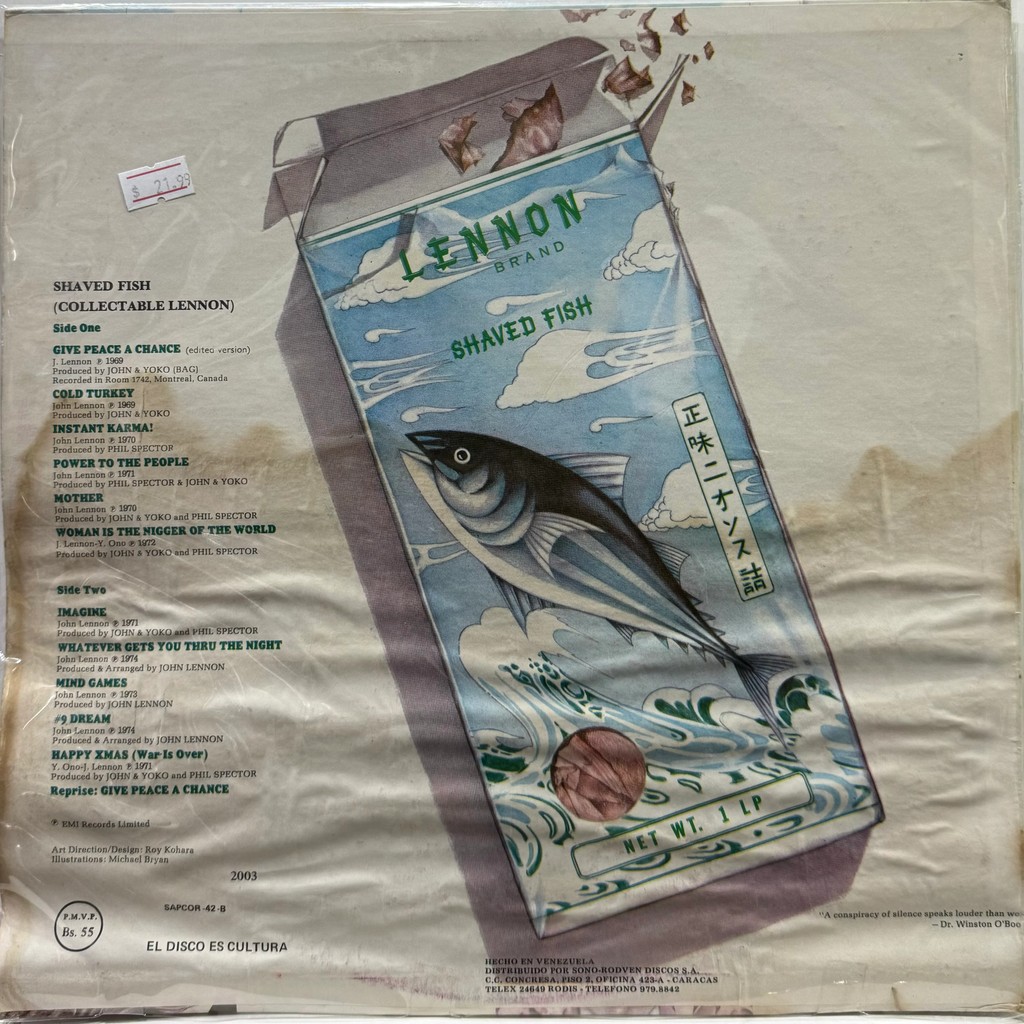 $ 21.99
LENNON
BRAND
SHAVED FISH
正味ニオンス詰
NET WT. 1 LP
SHAVED FISH
(COLLECTABLE LENNON)
Side One
GIVE PEACE A CHANCE (edited version)
J. Lennon ℗ 1969
Produced by JOHN & YOKO (BAG)
Recorded in Room 1742, Montreal, Canada
COLD TURKEY
John Lennon ℗ 1969
Produced by JOHN & YOKO
INSTANT KARMA!
John Lennon ℗ 1970
Produced by PHIL SPECTOR
POWER TO THE PEOPLE
John Lennon ℗ 1971
Produced by PHIL SPECTOR & JOHN & YOKO
MOTHER
John Lennon ℗ 1970
Produced by JOHN & YOKO and PHIL SPECTOR
WOMAN IS THE NIGGER OF THE WORLD
J. Lennon-Y. Ono ℗ 1972
Produced by JOHN & YOKO and PHIL SPECTOR
Side Two
IMAGINE
John Lennon ℗ 1971
Produced by JOHN & YOKO and PHIL SPECTOR
WHATEVER GETS YOU THRU THE NIGHT
John Lennon ℗ 1974
Produced & Arranged by JOHN LENNON
MIND GAMES
John Lennon ℗ 1973
Produced by JOHN LENNON
#9 DREAM
John Lennon ℗ 1974
Produced & Arranged by JOHN LENNON
HAPPY XMAS (War Is Over)
Y. Ono-J. Lennon ℗ 1971
Produced by JOHN & YOKO and PHIL SPECTOR
Reprise: GIVE PEACE A CHANCE
℗ EMI Records Limited
Art Direction/Design: Roy Kohara
Illustrations: Michael Bryan
2003
SAPCOR-42-B
P.M.V.P.
Bs. 55
EL DISCO ES CULTURA
"A conspiracy of silence speaks louder than
— Dr. Winston O'Boo
HECHO EN VENEZUELA
DISTRIBUIDO POR SONO-RODVEN DISCOS S.A.
C.C. CONCRESA, PISO 2, OFICINA 423-A - CARACAS
TELEX 24649 RODIS - TELEFONO 979.8842